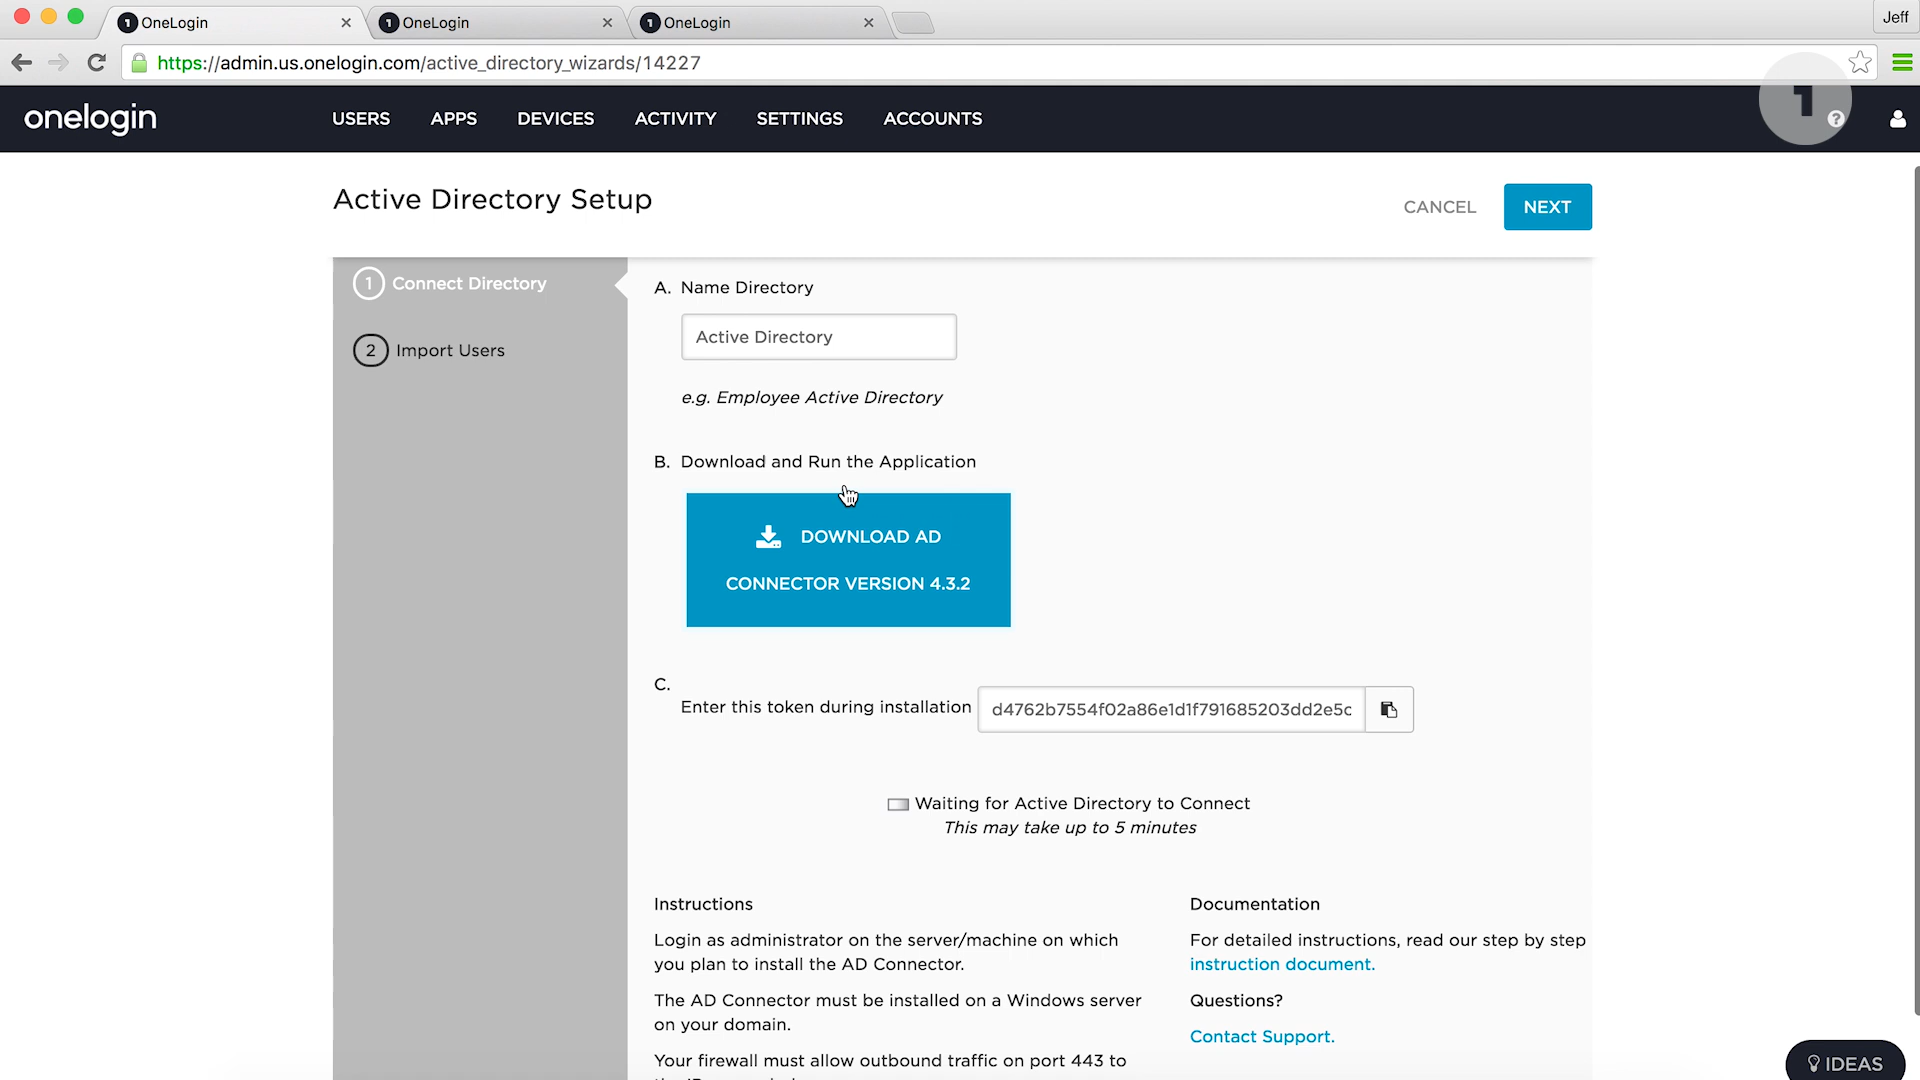 OneLogin
OneLogin
OneLogin
Jeff
https://admin.us.onelogin.com/active_directory_wizards/14227
onelogin
USERS
APPS
DEVICES
ACTIVITY
SETTINGS
ACCOUNTS
1
?
Active Directory Setup
CANCEL
NEXT
1 Connect Directory
2 Import Users
A. Name Directory
Active Directory
e.g. Employee Active Directory
B. Download and Run the Application
DOWNLOAD AD
CONNECTOR VERSION 4.3.2
C.
Enter this token during installation
d4762b7554f02a86e1d1f791685203dd2e5c
Waiting for Active Directory to Connect
This may take up to 5 minutes
Instructions
Login as administrator on the server/machine on which
you plan to install the AD Connector.
The AD Connector must be installed on a Windows server
on your domain.
Your firewall must allow outbound traffic on port 443 to
Documentation
For detailed instructions, read our step by step
instruction document.
Questions?
Contact Support.
IDEAS